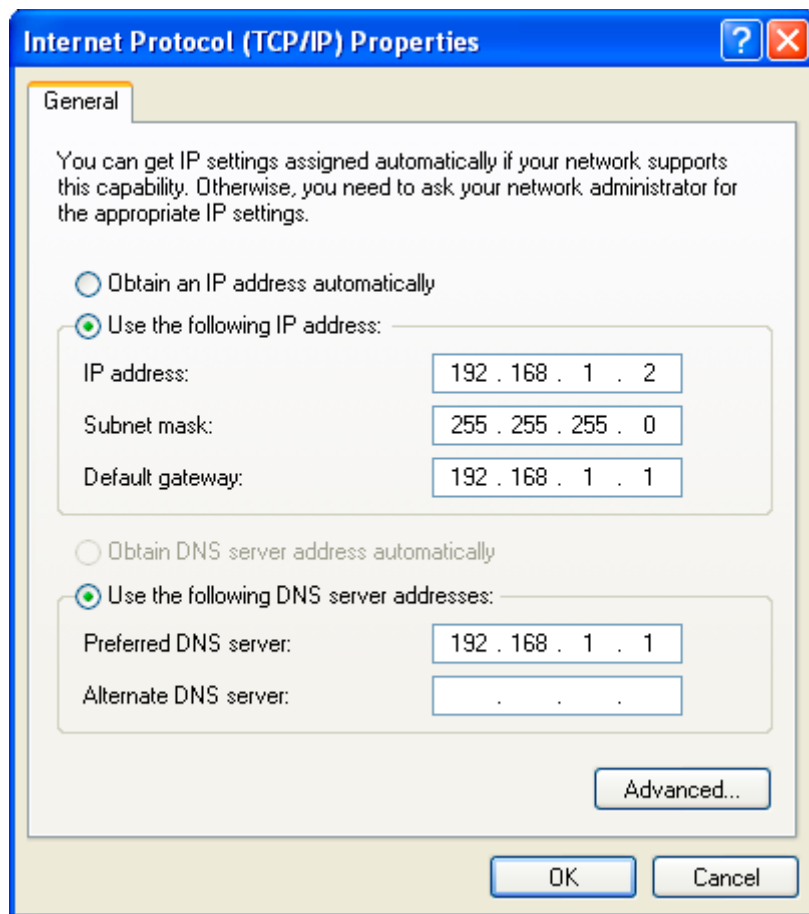 Internet Protocol (TCP/IP) Properties
?
General
You can get IP settings assigned automatically if your network supports
this capability. Otherwise, you need to ask your network administrator for
the appropriate IP settings.
Obtain an IP address automatically
Use the following IP address:
IP address: 192 . 168 . 1 . 2
Subnet mask: 255 . 255 . 255 . 0
Default gateway: 192 . 168 . 1 . 1
Obtain DNS server address automatically
Use the following DNS server addresses:
Preferred DNS server: 192 . 168 . 1 . 1
Alternate DNS server: . . .
Advanced...
OK Cancel